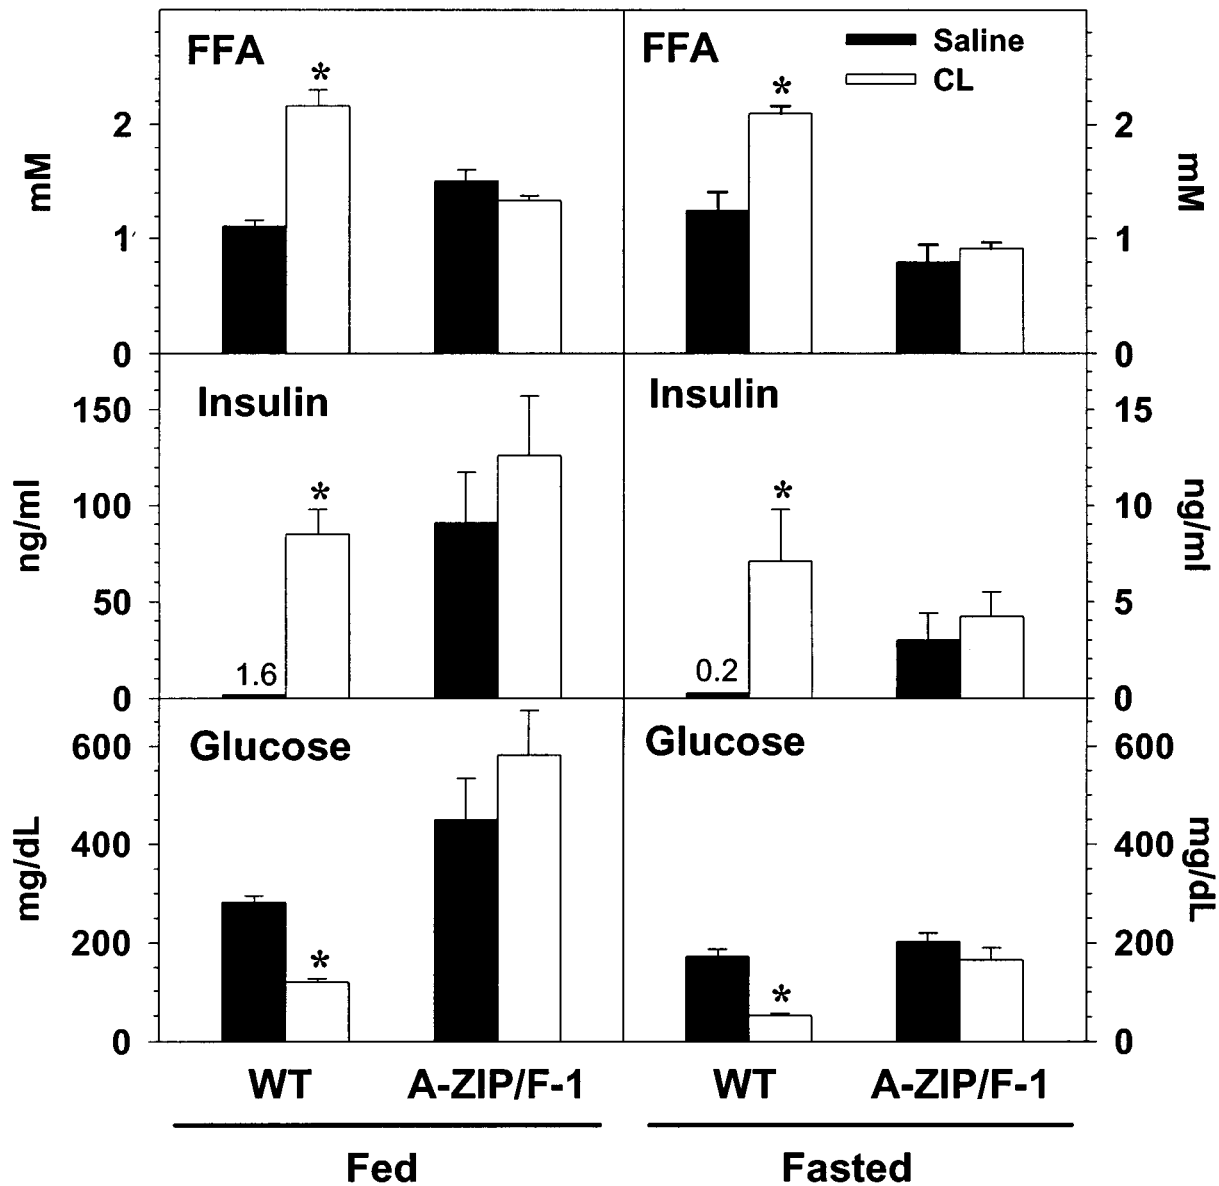 FFA
*
2
1
0
mM
FFA
*
Saline
CL
2
1
0
mM
Insulin
*
1.6
150
100
50
0
ng/ml
Insulin
*
0.2
15
10
5
0
ng/ml
Glucose
*
600
400
200
0
mg/dL
Glucose
*
600
400
200
0
mg/dL
WT A-ZIP/F-1 WT A-ZIP/F-1
Fed Fasted